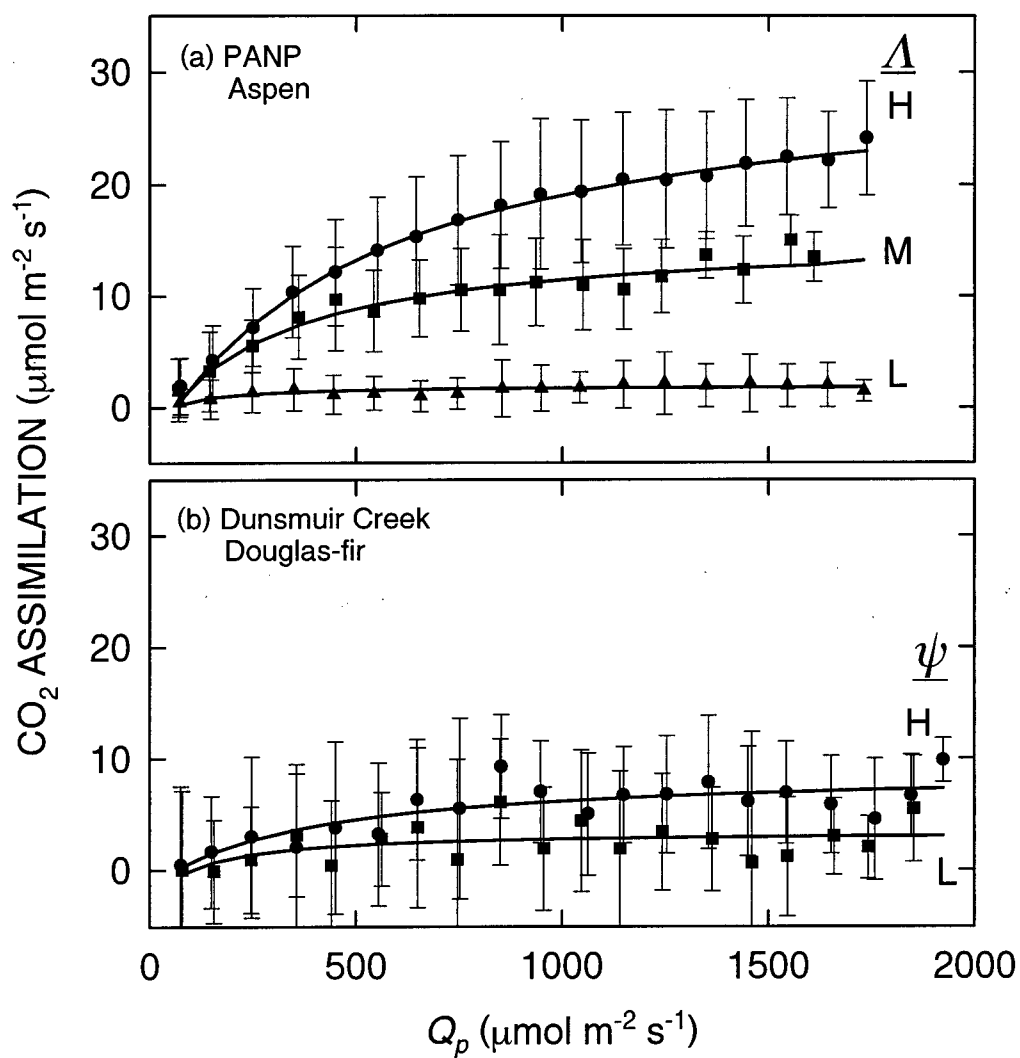 (a) PANP
Aspen
Λ
H
M
L
30
20
10
0
(b) Dunsmuir Creek
Douglas-fir
ψ
H
L
30
20
10
0
0 500 1000 1500 2000
CO₂ ASSIMILATION (μmol m⁻² s⁻¹)
Qₚ (μmol m⁻² s⁻¹)